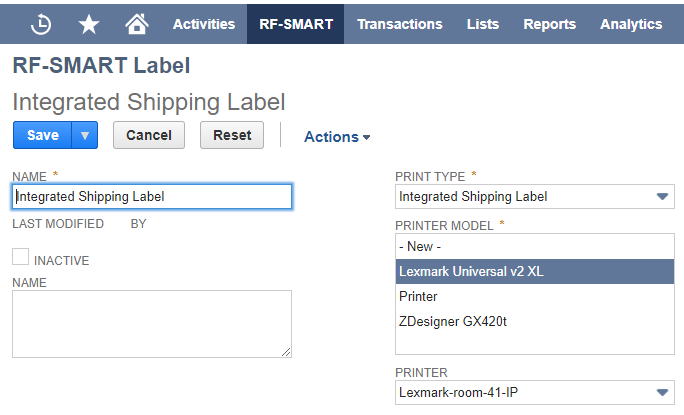 Activities RF-SMART Transactions Lists Reports Analytics
RF-SMART Label
Integrated Shipping Label
Save Cancel Reset Actions
NAME *
Integrated Shipping Label
LAST MODIFIED BY
INACTIVE
NAME
PRINT TYPE *
Integrated Shipping Label
PRINTER MODEL *
- New -
Lexmark Universal v2 XL
Printer
ZDesigner GX420t
PRINTER
Lexmark-room-41-IP